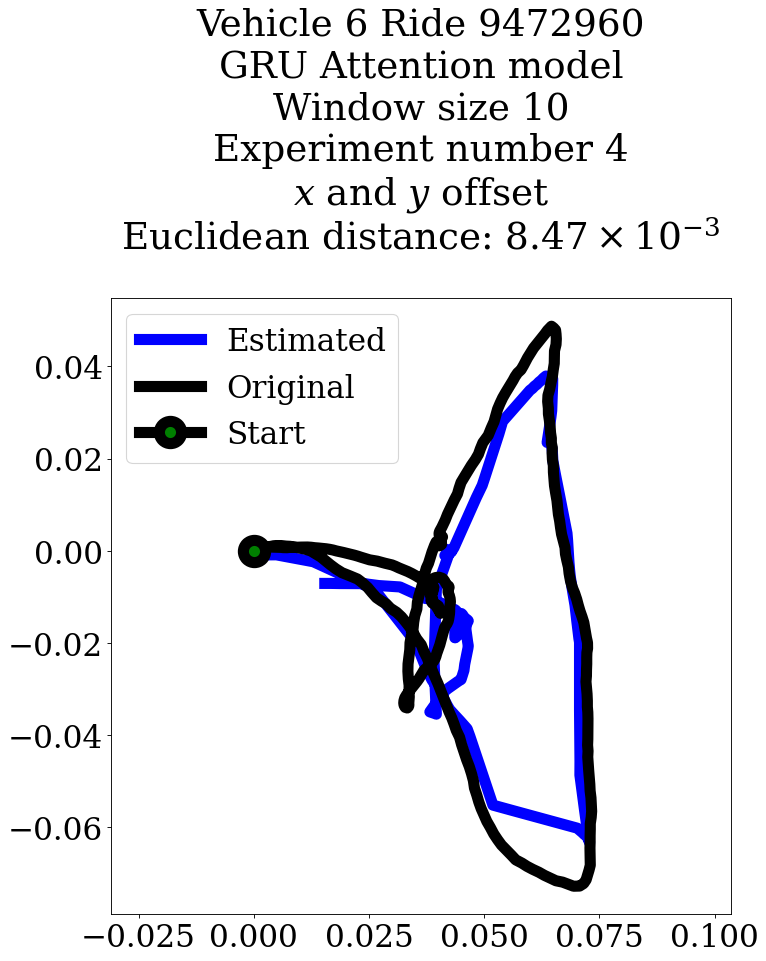 Vehicle 6 Ride 9472960
GRU Attention model
Window size 10
Experiment number 4
x and y offset
Euclidean distance: 8.47 × 10⁻³
Estimated
Original
Start
0.04
0.02
0.00
−0.02
−0.04
−0.06
−0.025 0.000 0.025 0.050 0.075 0.100